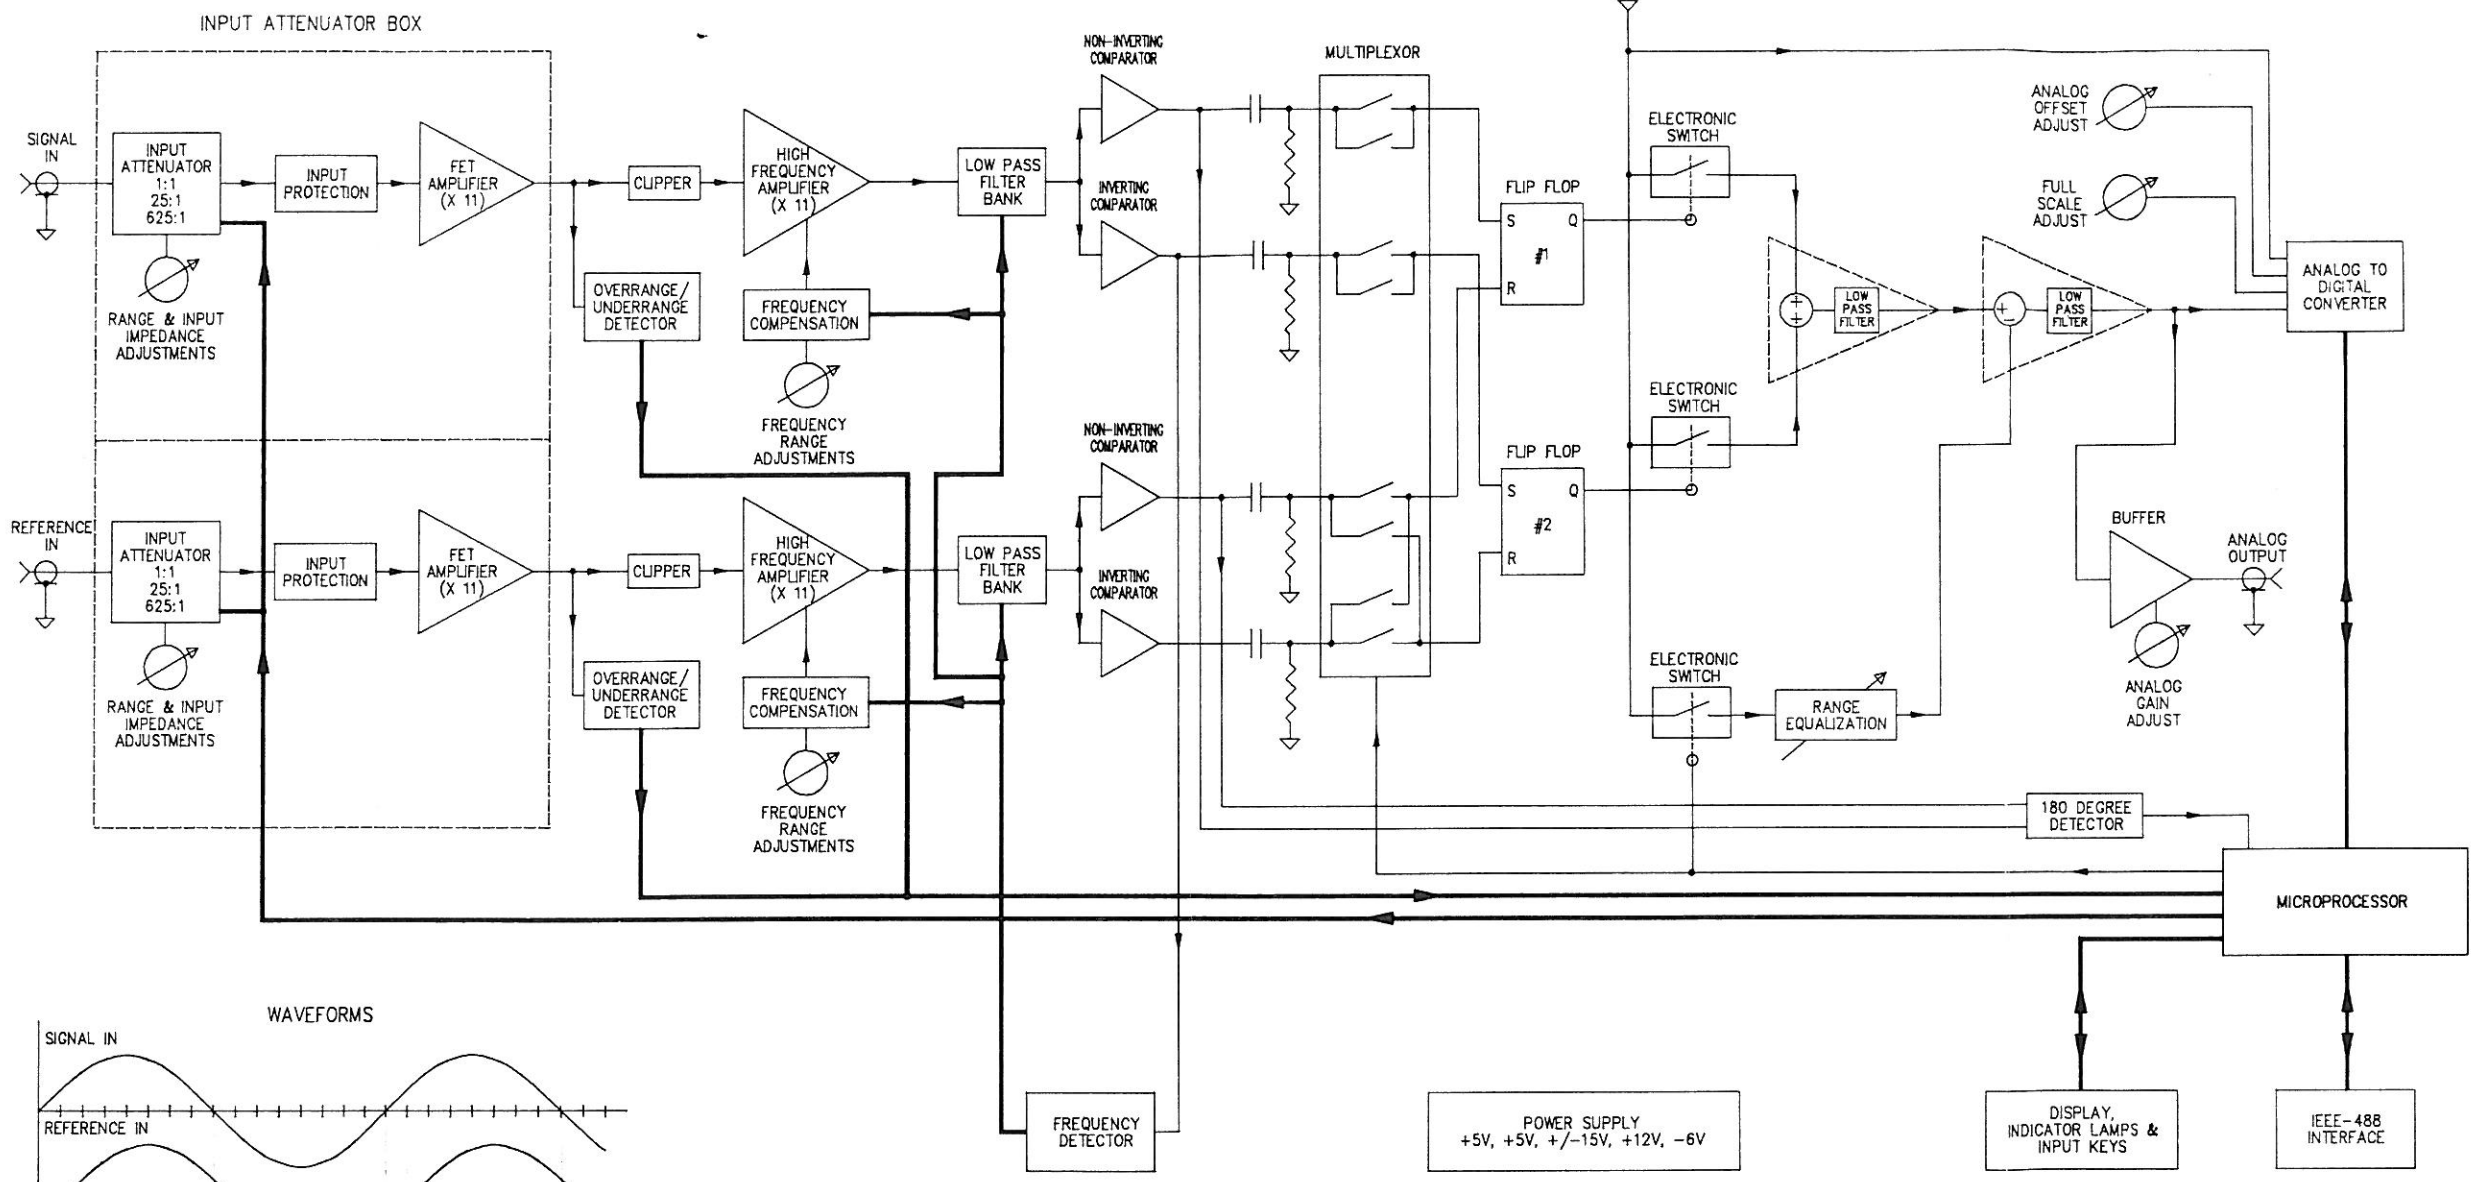 INPUT ATTENUATOR BOX
SIGNAL
IN
INPUT
ATTENUATOR
1:1
25:1
625:1
RANGE & INPUT
IMPEDANCE
ADJUSTMENTS
INPUT
PROTECTION
FET
AMPLIFIER
(X 11)
CLIPPER
OVERRANGE/
UNDERRANGE
DETECTOR
HIGH
FREQUENCY
AMPLIFIER
(X 11)
FREQUENCY
COMPENSATION
FREQUENCY
RANGE
ADJUSTMENTS
LOW PASS
FILTER
BANK
NON-INVERTING
COMPARATOR
INVERTING
COMPARATOR
MULTIPLEXOR
FLIP FLOP
S
Q
#1
R
ELECTRONIC
SWITCH
+
+
LOW
PASS
FILTER
+
-
LOW
PASS
FILTER
ANALOG
OFFSET
ADJUST
FULL
SCALE
ADJUST
ANALOG TO
DIGITAL
CONVERTER
REFERENCE
IN
INPUT
ATTENUATOR
1:1
25:1
625:1
RANGE & INPUT
IMPEDANCE
ADJUSTMENTS
INPUT
PROTECTION
FET
AMPLIFIER
(X 11)
CLIPPER
OVERRANGE/
UNDERRANGE
DETECTOR
HIGH
FREQUENCY
AMPLIFIER
(X 11)
FREQUENCY
COMPENSATION
FREQUENCY
RANGE
ADJUSTMENTS
LOW PASS
FILTER
BANK
NON-INVERTING
COMPARATOR
INVERTING
COMPARATOR
FLIP FLOP
S
Q
#2
R
ELECTRONIC
SWITCH
ELECTRONIC
SWITCH
RANGE
EQUALIZATION
BUFFER
ANALOG
OUTPUT
ANALOG
GAIN
ADJUST
180 DEGREE
DETECTOR
MICROPROCESSOR
WAVEFORMS
SIGNAL IN
REFERENCE IN
FREQUENCY
DETECTOR
POWER SUPPLY
+5V, +5V, +/-15V, +12V, -6V
DISPLAY,
INDICATOR LAMPS &
INPUT KEYS
IEEE-488
INTERFACE